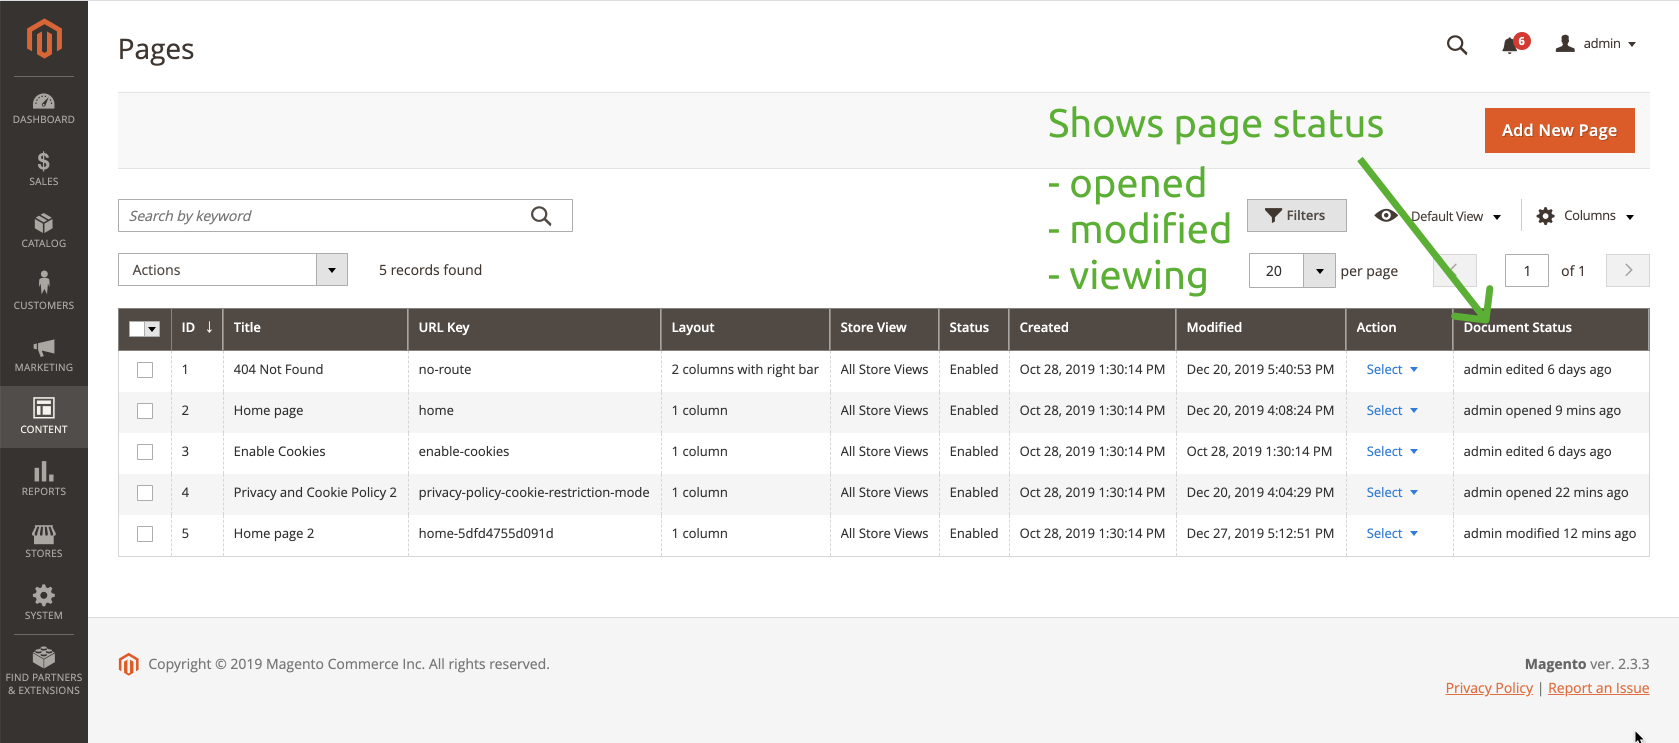 Pages
6
admin
Shows page status
- opened
- modified
- viewing
Add New Page
Search by keyword
Filters
Default View
Columns
Actions
5 records found
20
per page
1
of 1
DASHBOARD
SALES
CATALOG
CUSTOMERS
MARKETING
CONTENT
REPORTS
STORES
SYSTEM
FIND PARTNERS
& EXTENSIONS
ID ↓ Title URL Key Layout Store View Status Created Modified Action Document Status
1 404 Not Found no-route 2 columns with right bar All Store Views Enabled Oct 28, 2019 1:30:14 PM Dec 20, 2019 5:40:53 PM Select admin edited 6 days ago
2 Home page home 1 column All Store Views Enabled Oct 28, 2019 1:30:14 PM Dec 20, 2019 4:08:24 PM Select admin opened 9 mins ago
3 Enable Cookies enable-cookies 1 column All Store Views Enabled Oct 28, 2019 1:30:14 PM Oct 28, 2019 1:30:14 PM Select admin edited 6 days ago
4 Privacy and Cookie Policy 2 privacy-policy-cookie-restriction-mode 1 column All Store Views Enabled Oct 28, 2019 1:30:14 PM Dec 20, 2019 4:04:29 PM Select admin opened 22 mins ago
5 Home page 2 home-5dfd4755d091d 1 column All Store Views Enabled Oct 28, 2019 1:30:14 PM Dec 27, 2019 5:12:51 PM Select admin modified 12 mins ago
Copyright © 2019 Magento Commerce Inc. All rights reserved.
Magento ver. 2.3.3
Privacy Policy | Report an Issue